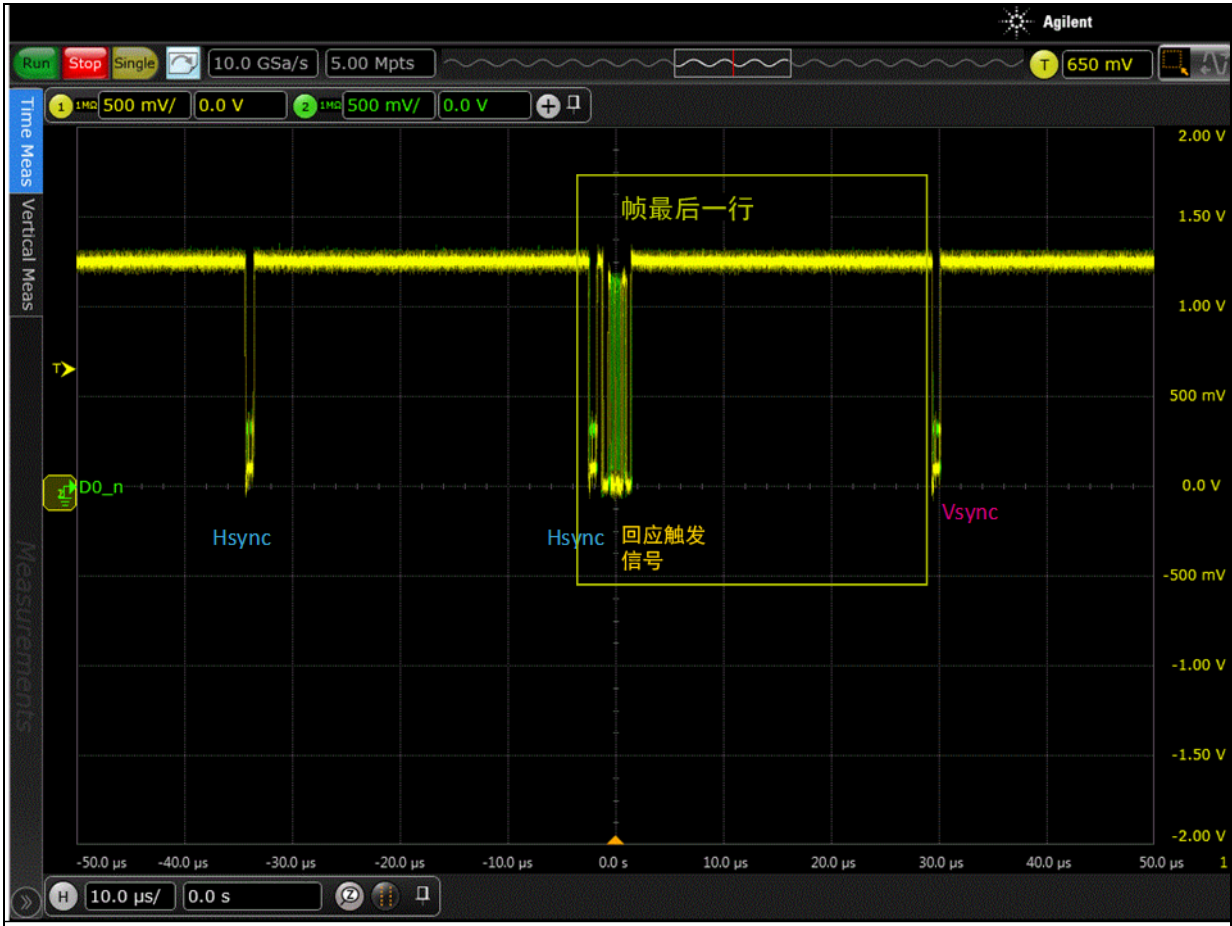 Agilent
Run Stop Single 10.0 GSa/s 5.00 Mpts T 650 mV
1 1MΩ 500 mV/ 0.0 V 2 1MΩ 500 mV/ 0.0 V
Time Meas
Vertical Meas
Measurements
2.00 V
帧最后一行
1.50 V
1.00 V
T
500 mV
D0_n
0.0 V
Vsync
Hsync
Hsync
回应触发
信号
-500 mV
-1.00 V
-1.50 V
-2.00 V
-50.0 µs -40.0 µs -30.0 µs -20.0 µs -10.0 µs 0.0 s 10.0 µs 20.0 µs 30.0 µs 40.0 µs 50.0 µs 1
H 10.0 µs/ 0.0 s Z